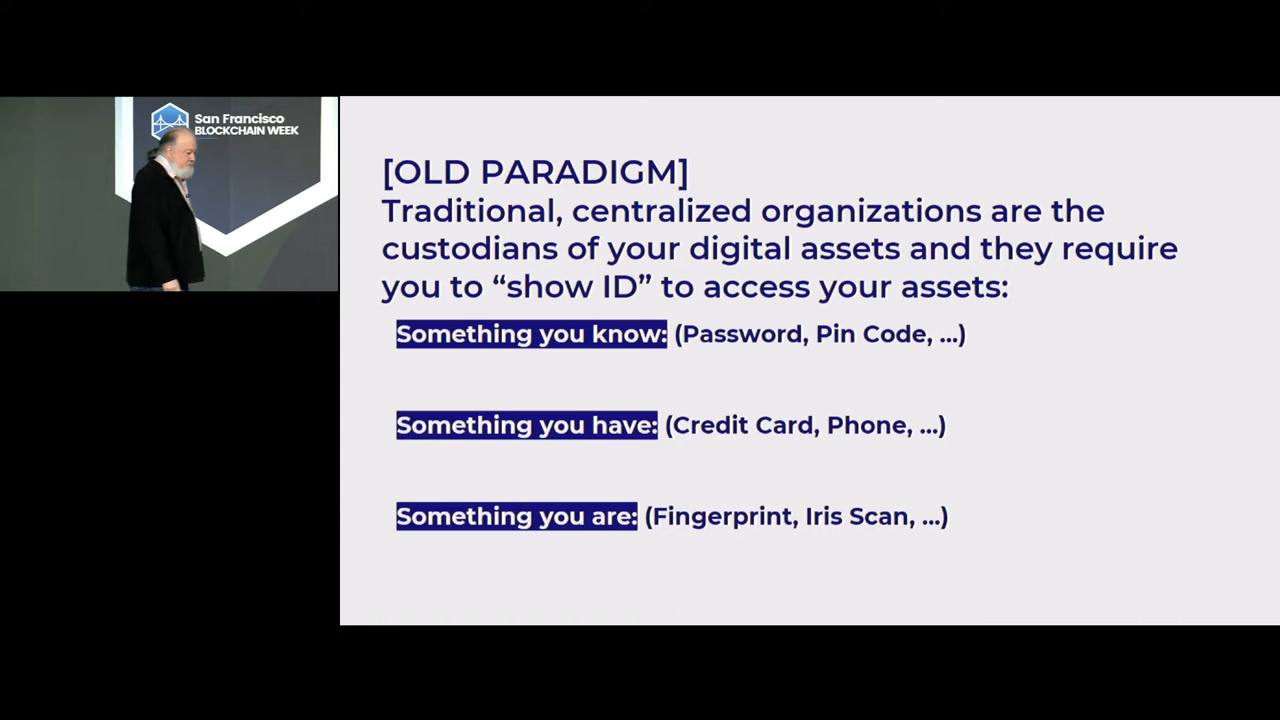 San Francisco
BLOCKCHAIN WEEK
[OLD PARADIGM]
Traditional, centralized organizations are the
custodians of your digital assets and they require
you to “show ID” to access your assets:
Something you know: (Password, Pin Code, ...)
Something you have: (Credit Card, Phone, ...)
Something you are: (Fingerprint, Iris Scan, ...)